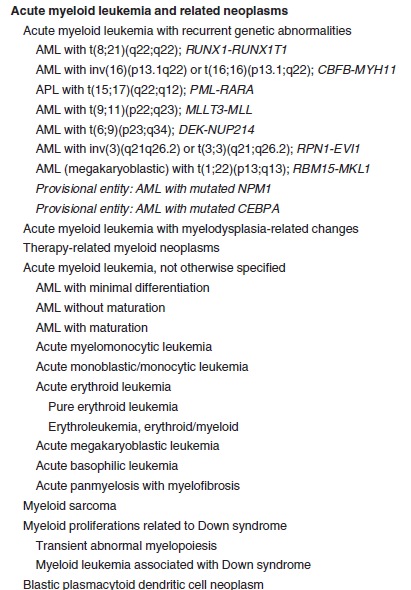 Acute myeloid leukemia and related neoplasms
Acute myeloid leukemia with recurrent genetic abnormalities
AML with t(8;21)(q22;q22); RUNX1-RUNX1T1
AML with inv(16)(p13.1q22) or t(16;16)(p13.1;q22); CBFB-MYH11
APL with t(15;17)(q22;q12); PML-RARA
AML with t(9;11)(p22;q23); MLLT3-MLL
AML with t(6;9)(p23;q34); DEK-NUP214
AML with inv(3)(q21q26.2) or t(3;3)(q21;q26.2); RPN1-EVI1
AML (megakaryoblastic) with t(1;22)(p13;q13); RBM15-MKL1
Provisional entity: AML with mutated NPM1
Provisional entity: AML with mutated CEBPA
Acute myeloid leukemia with myelodysplasia-related changes
Therapy-related myeloid neoplasms
Acute myeloid leukemia, not otherwise specified
AML with minimal differentiation
AML without maturation
AML with maturation
Acute myelomonocytic leukemia
Acute monoblastic/monocytic leukemia
Acute erythroid leukemia
Pure erythroid leukemia
Erythroleukemia, erythroid/myeloid
Acute megakaryoblastic leukemia
Acute basophilic leukemia
Acute panmyelosis with myelofibrosis
Myeloid sarcoma
Myeloid proliferations related to Down syndrome
Transient abnormal myelopoiesis
Myeloid leukemia associated with Down syndrome
Blastic plasmacytoid dendritic cell neoplasm